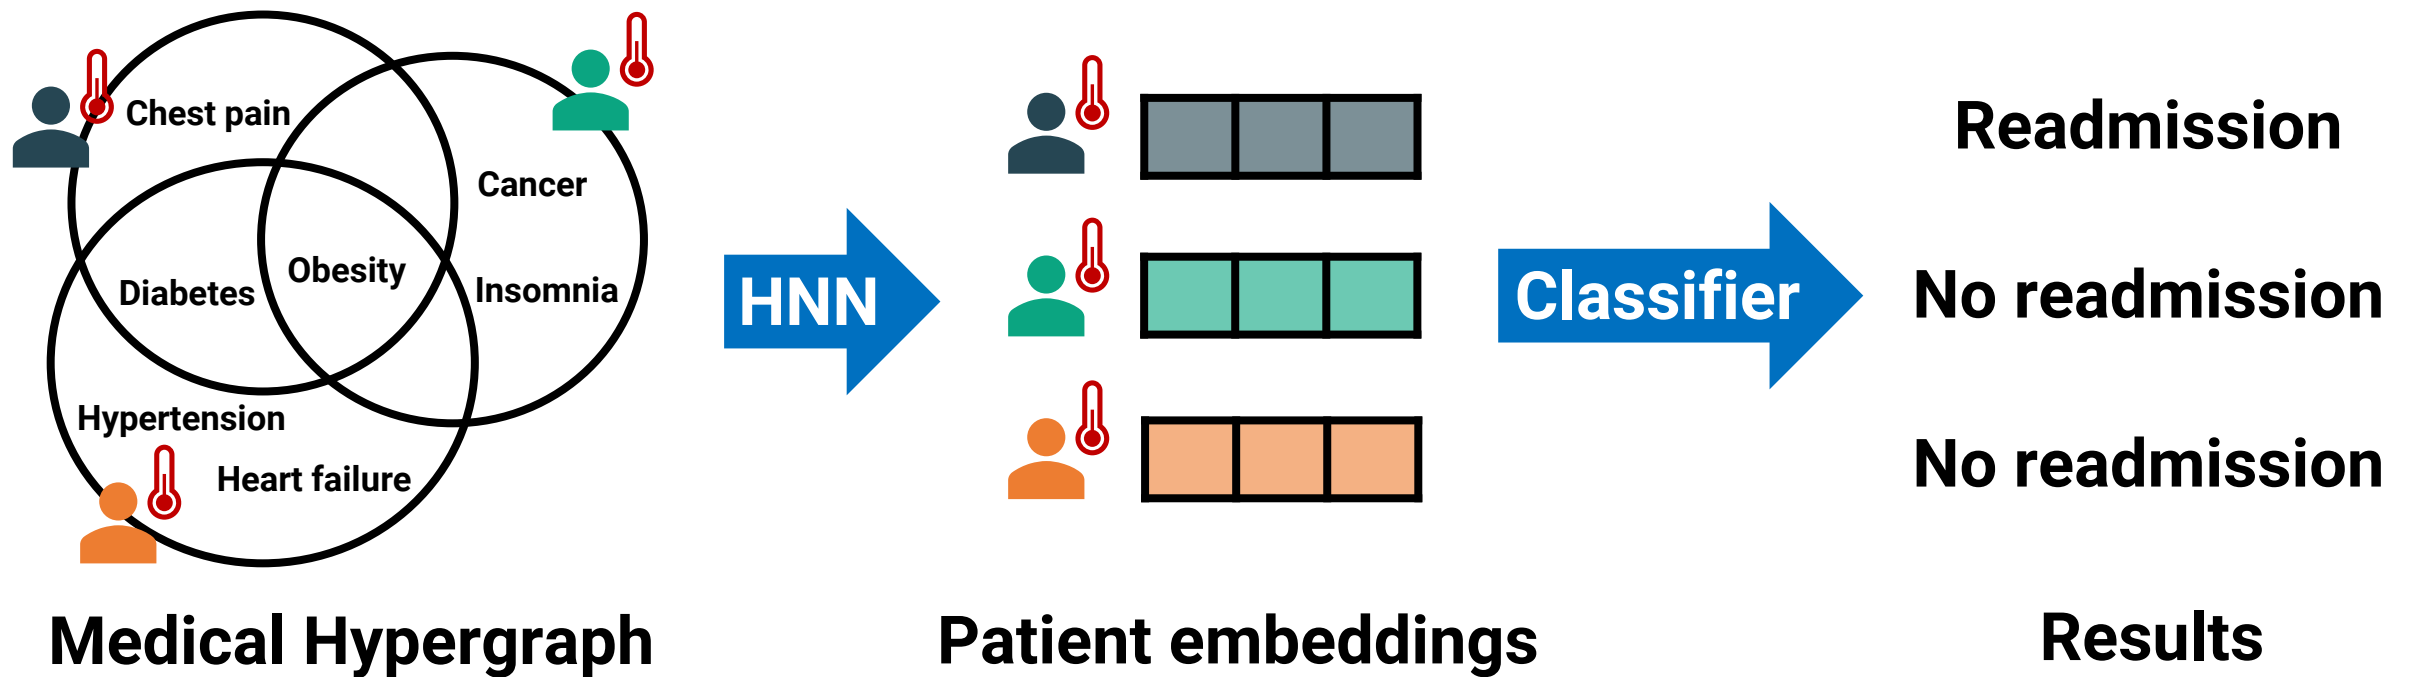 Chest pain
Cancer
Obesity
Diabetes
Insomnia
Hypertension
Heart failure
Medical Hypergraph
HNN
Patient embeddings
Classifier
Readmission
No readmission
No readmission
Results